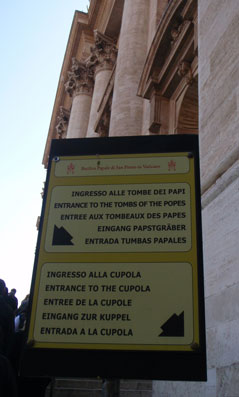 Basilica Papale di San Pietro in Vaticano
INGRESSO ALLE TOMBE DEI PAPI
ENTRANCE TO THE TOMBS OF THE POPES
ENTREE AUX TOMBEAUX DES PAPES
EINGANG PAPSTGRÄBER
ENTRADA TUMBAS PAPALES
INGRESSO ALLA CUPOLA
ENTRANCE TO THE CUPOLA
ENTREE DE LA CUPOLE
EINGANG ZUR KUPPEL
ENTRADA A LA CUPOLA